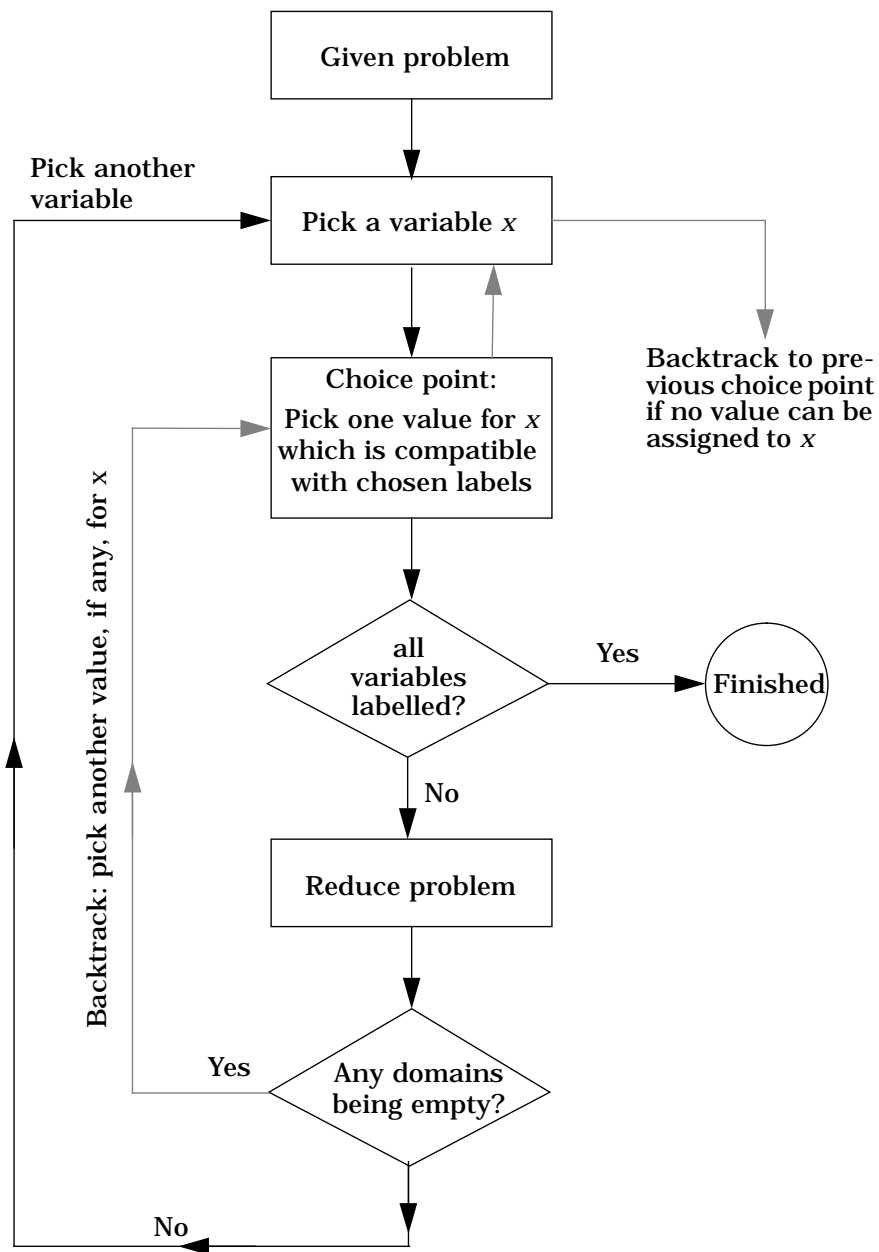 Given problem
Pick another
variable
Pick a variable x
Backtrack to pre-
vious choice point
if no value can be
assigned to x
Choice point:
Pick one value for x
which is compatible
with chosen labels
Backtrack: pick another value, if any, for x
all
variables
labelled?
Yes
Finished
No
Reduce problem
Yes
Any domains
being empty?
No